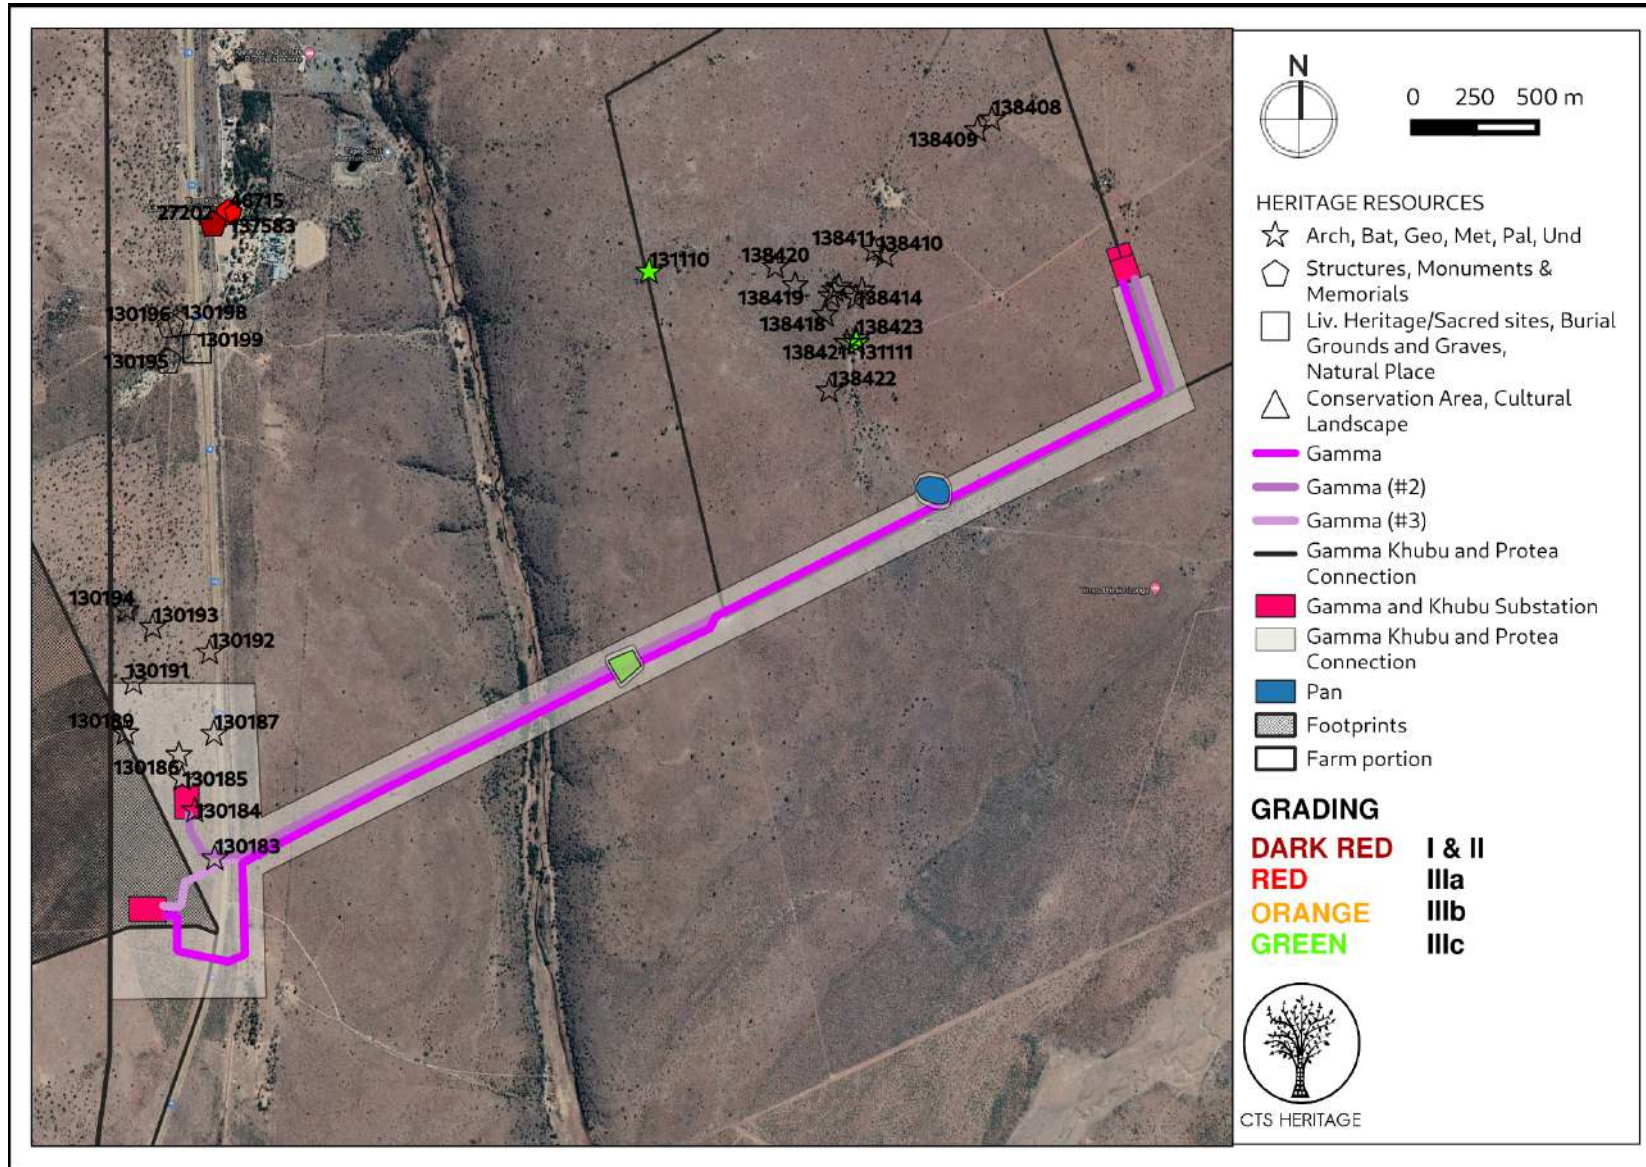 138408
138409
46715
27202
137583
138411
138410
131110
138420
138419
138414
138418
138423
138421
131111
138422
130196
130198
130199
130195
130194
130193
130192
130191
130189
130187
130186
130185
130184
130183
N
0 250 500 m
HERITAGE RESOURCES
Arch, Bat, Geo, Met, Pal, Und
Structures, Monuments &
Memorials
Liv. Heritage/Sacred sites, Burial
Grounds and Graves,
Natural Place
Conservation Area, Cultural
Landscape
Gamma
Gamma (#2)
Gamma (#3)
Gamma Khubu and Protea
Connection
Gamma and Khubu Substation
Gamma Khubu and Protea
Connection
Pan
Footprints
Farm portion
GRADING
DARK RED I & II
RED IIIa
ORANGE IIIb
GREEN IIIc
CTS HERITAGE